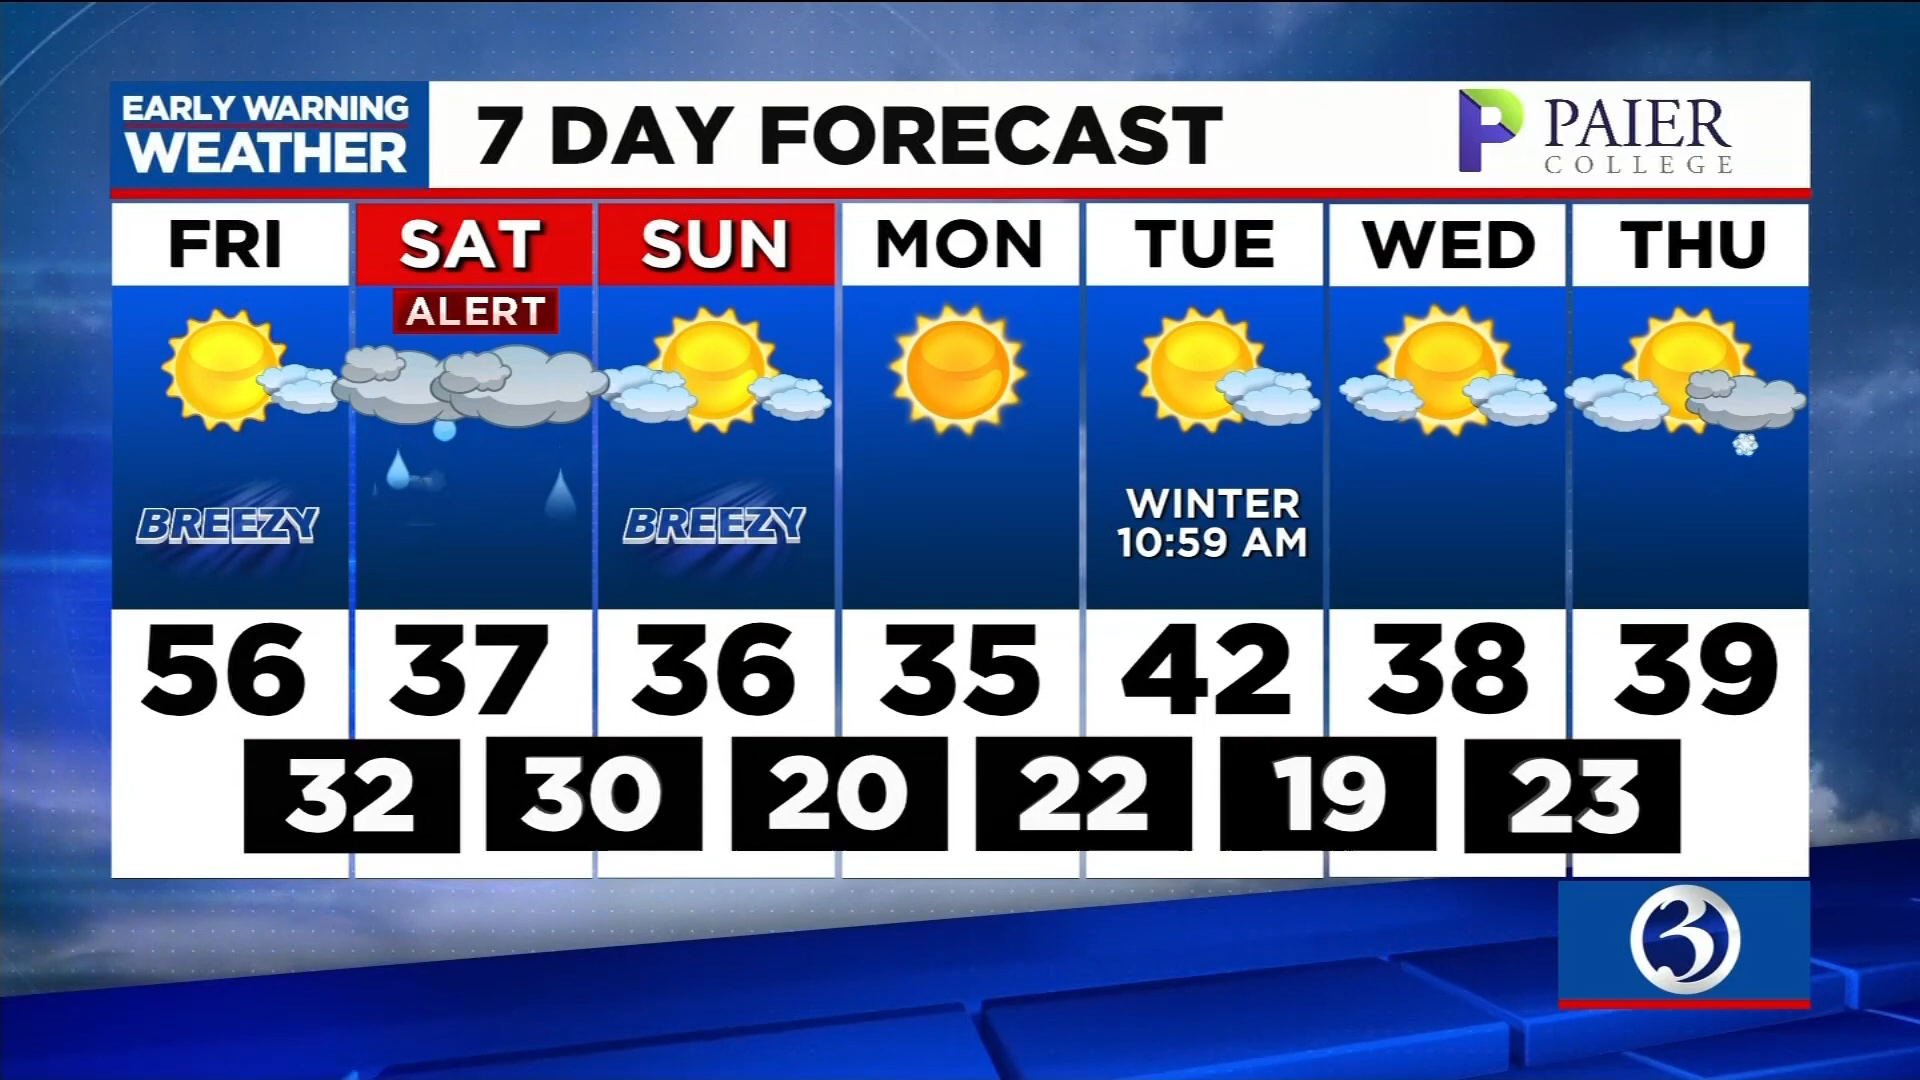 EARLY WARNING
WEATHER
7 DAY FORECAST
P PAIER
COLLEGE
FRI SAT SUN MON TUE WED THU
ALERT
BREEZY BREEZY
WINTER
10:59 AM
56 37 36 35 42 38 39
32 30 20 22 19 23
3